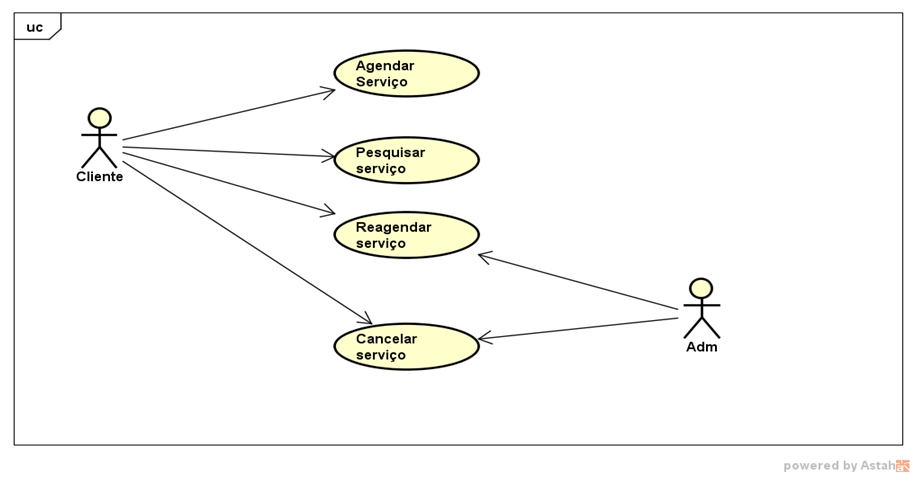 uc
Agendar
Serviço
Pesquisar
serviço
Cliente
Reagendar
serviço
Cancelar
serviço
Adm
powered by Astah